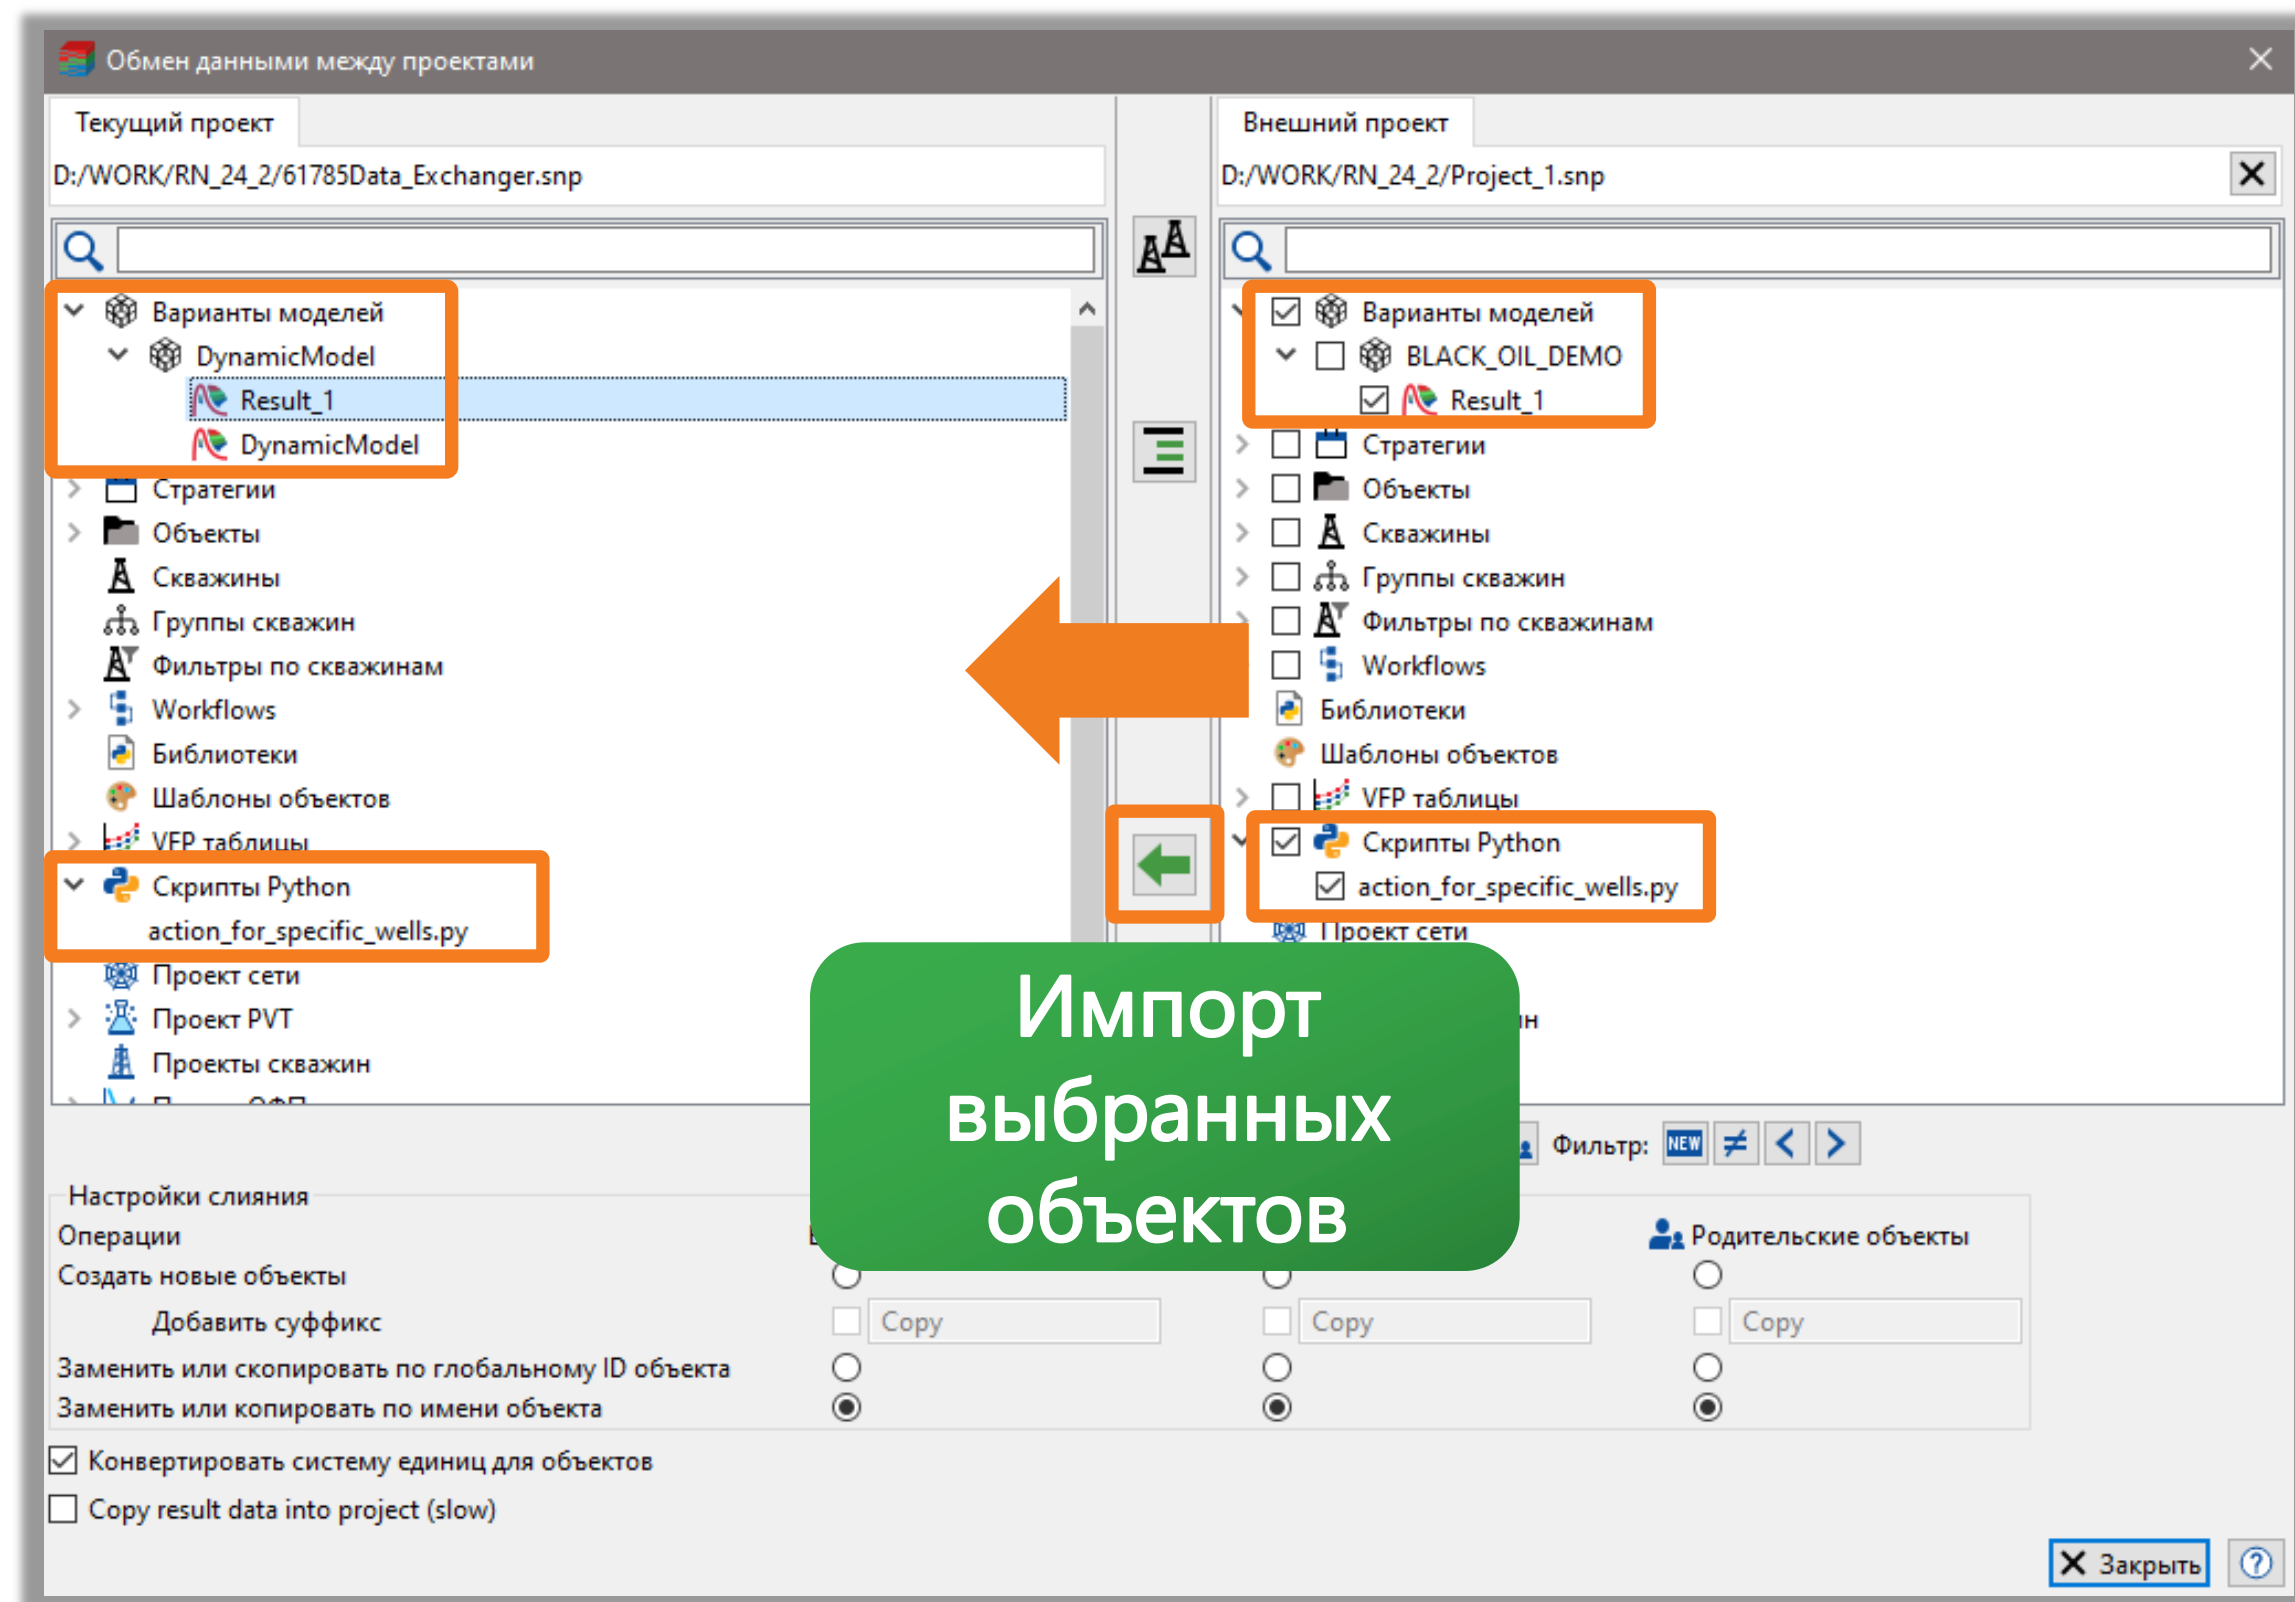 Обмен данными между проектами
Текущий проект
D:/WORK/RN_24_2/61785Data_Exchanger.snp
Варианты моделей
DynamicModel
Result_1
DynamicModel
Стратегии
Объекты
Скважины
Группы скважин
Фильтры по скважинам
Workflows
Библиотеки
Шаблоны объектов
VFP таблицы
Скрипты Python
action_for_specific_wells.py
Проект сети
Проект PVT
Проекты скважин
Внешний проект
D:/WORK/RN_24_2/Project_1.snp
Варианты моделей
BLACK_OIL_DEMO
Result_1
Стратегии
Объекты
Скважины
Группы скважин
Фильтры по скважинам
Workflows
Библиотеки
Шаблоны объектов
VFP таблицы
Скрипты Python
action_for_specific_wells.py
Проект сети
Импорт
выбранных
объектов
Фильтр: NEW ≠ < >
Настройки слияния
Операции
Родительские объекты
Создать новые объекты
Добавить суффикс Copy Copy Copy
Заменить или скопировать по глобальному ID объекта
Заменить или копировать по имени объекта
Конвертировать систему единиц для объектов
Copy result data into project (slow)
Закрыть ?